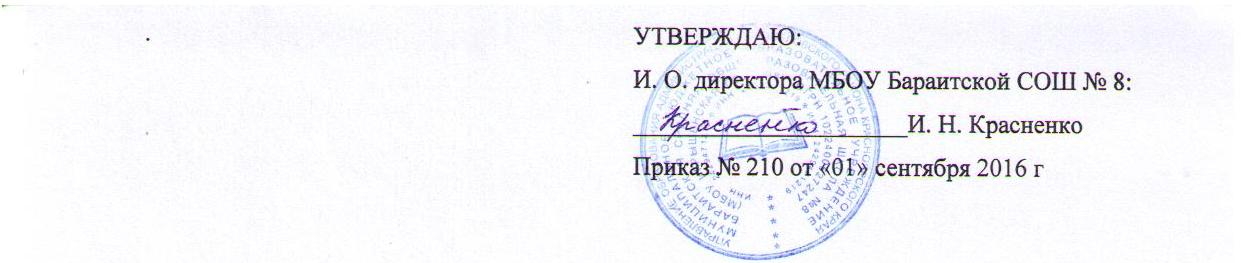 УТВЕРЖДАЮ:
И. О. директора МБОУ Бараитской СОШ № 8:
Красненко И. Н. Красненко
Приказ № 210 от «01» сентября 2016 г